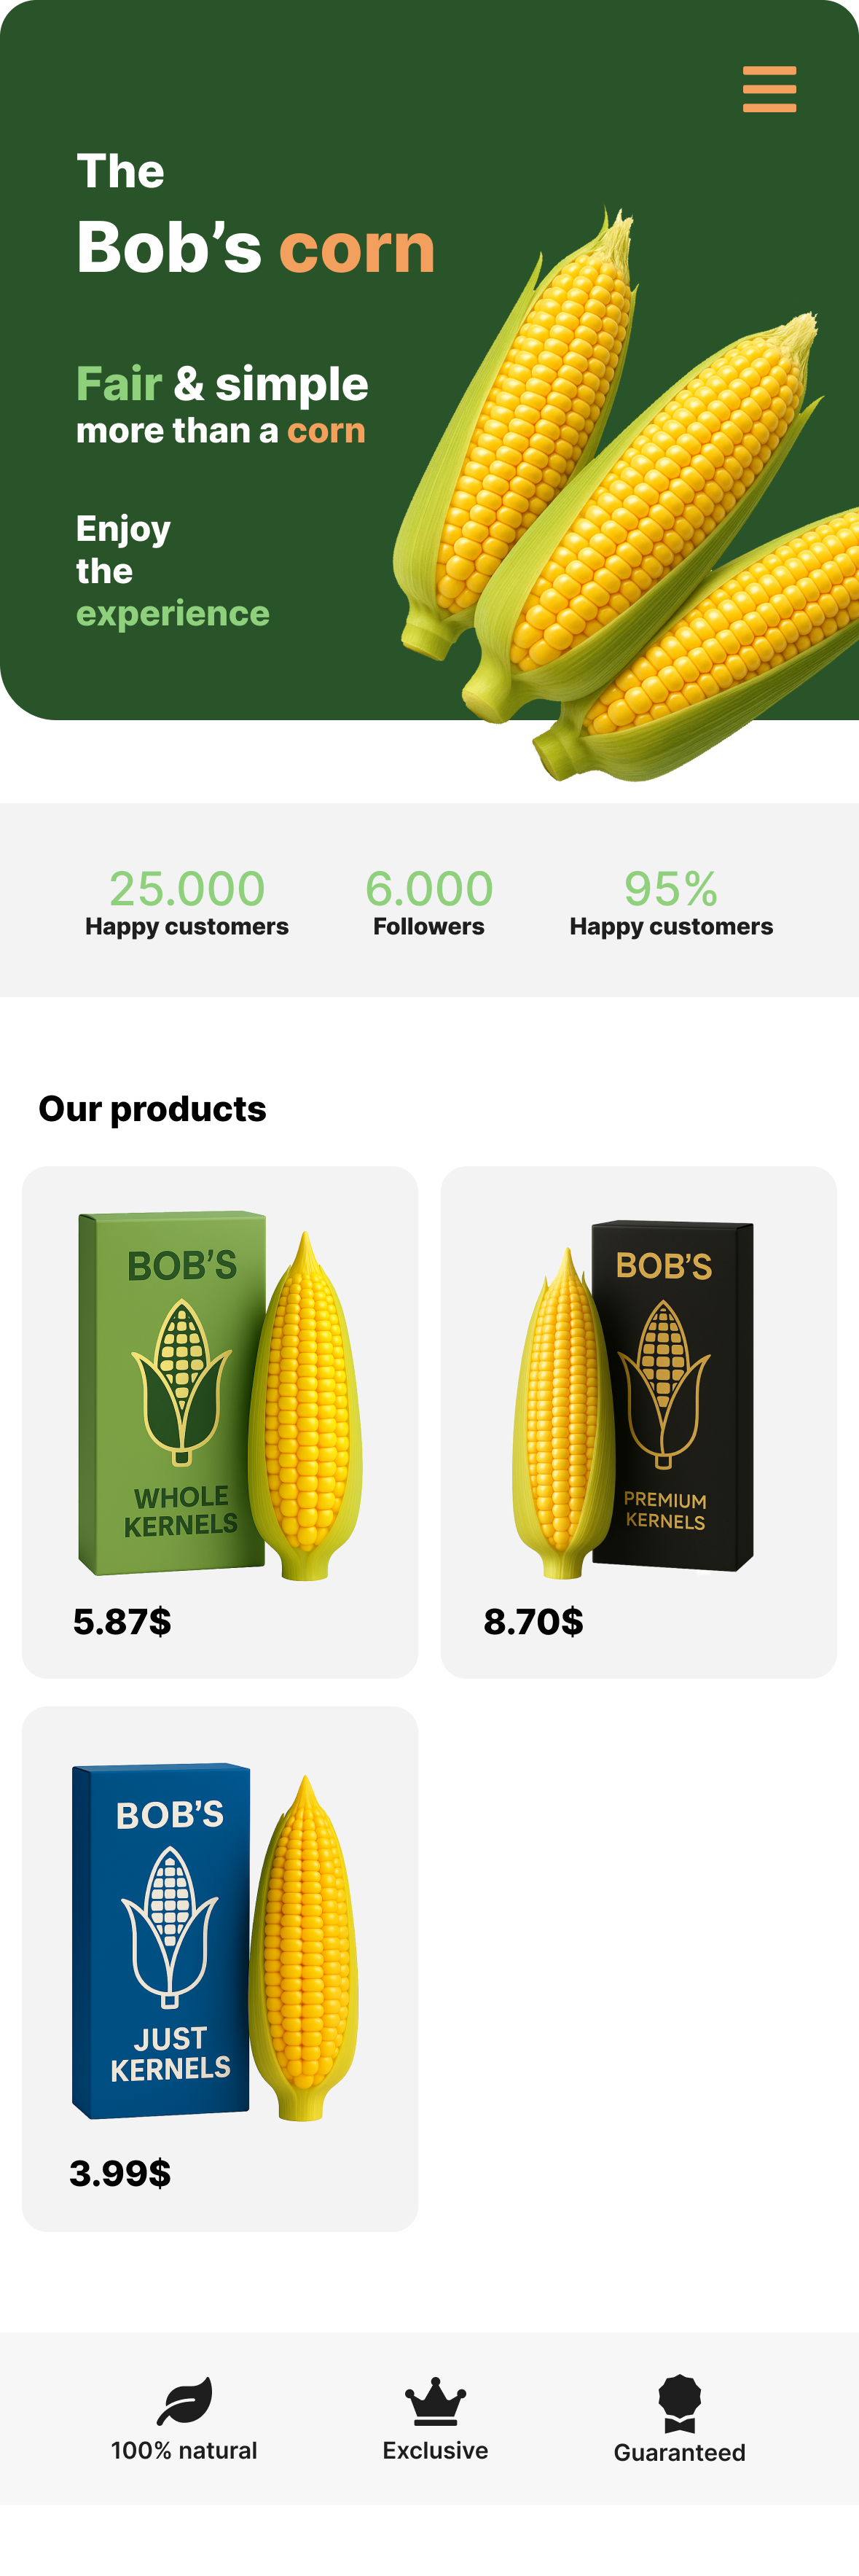 The
Bob’s corn
Fair & simple
more than a corn
Enjoy
the
experience
25.000
Happy customers
6.000
Followers
95%
Happy customers
Our products
BOB’S
WHOLE
KERNELS
5.87$
BOB’S
PREMIUM
KERNELS
8.70$
BOB’S
JUST
KERNELS
3.99$
100% natural
Exclusive
Guaranteed